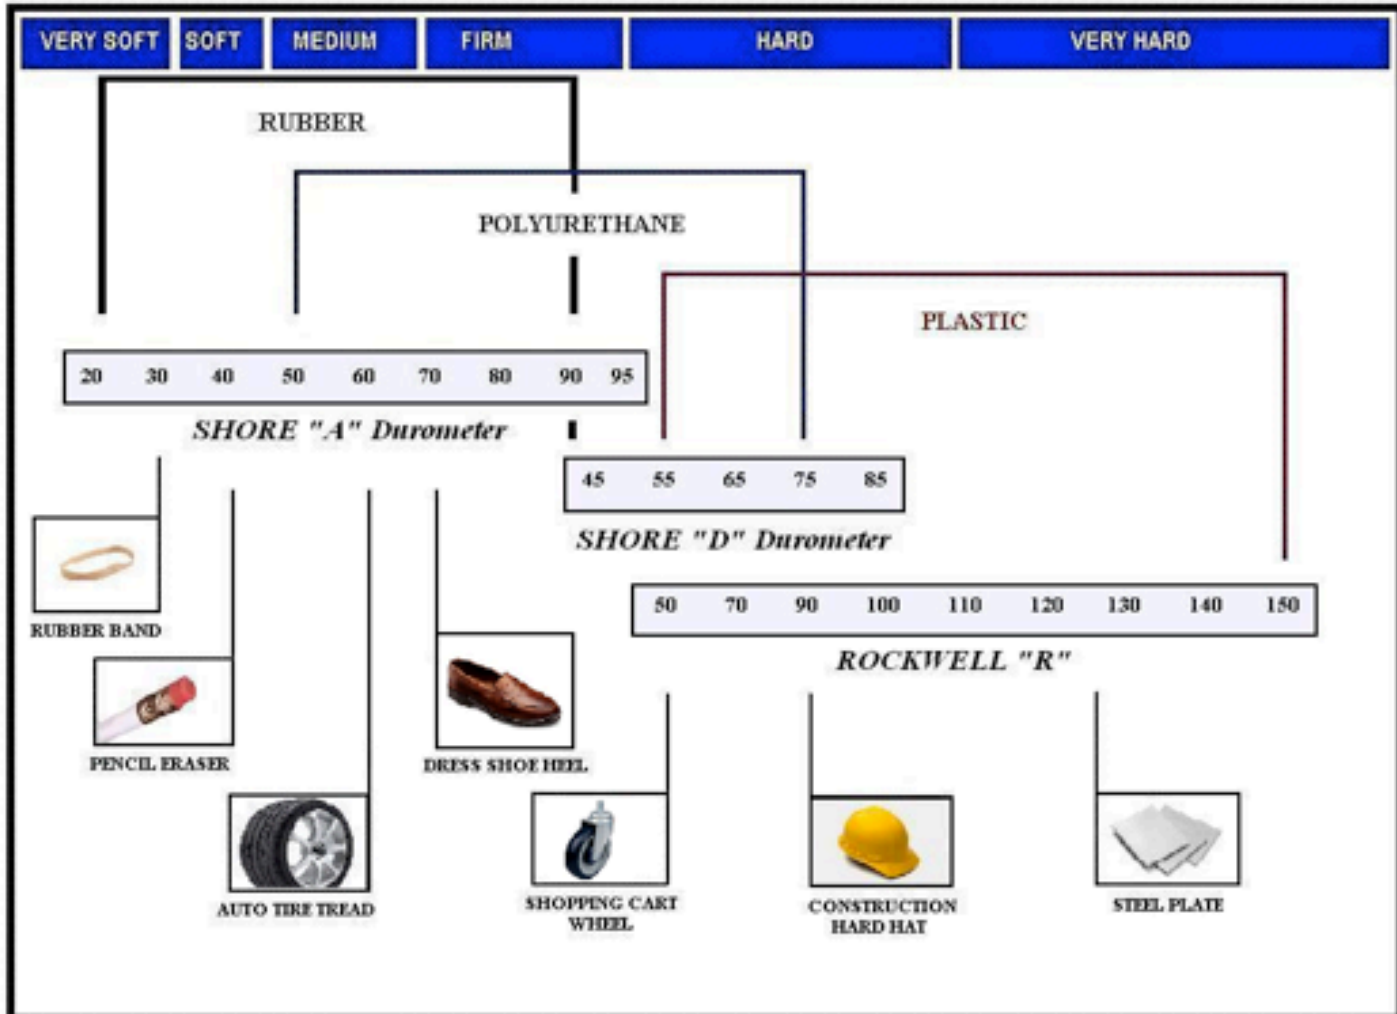 VERY SOFT SOFT MEDIUM FIRM HARD VERY HARD
RUBBER
POLYURETHANE
PLASTIC
20 30 40 50 60 70 80 90 95
SHORE "A" Durometer
45 55 65 75 85
SHORE "D" Durometer
50 70 90 100 110 120 130 140 150
ROCKWELL "R"
RUBBER BAND
PENCIL ERASER
DRESS SHOE HEEL
AUTO TIRE TREAD
SHOPPING CART
WHEEL
CONSTRUCTION
HARD HAT
STEEL PLATE